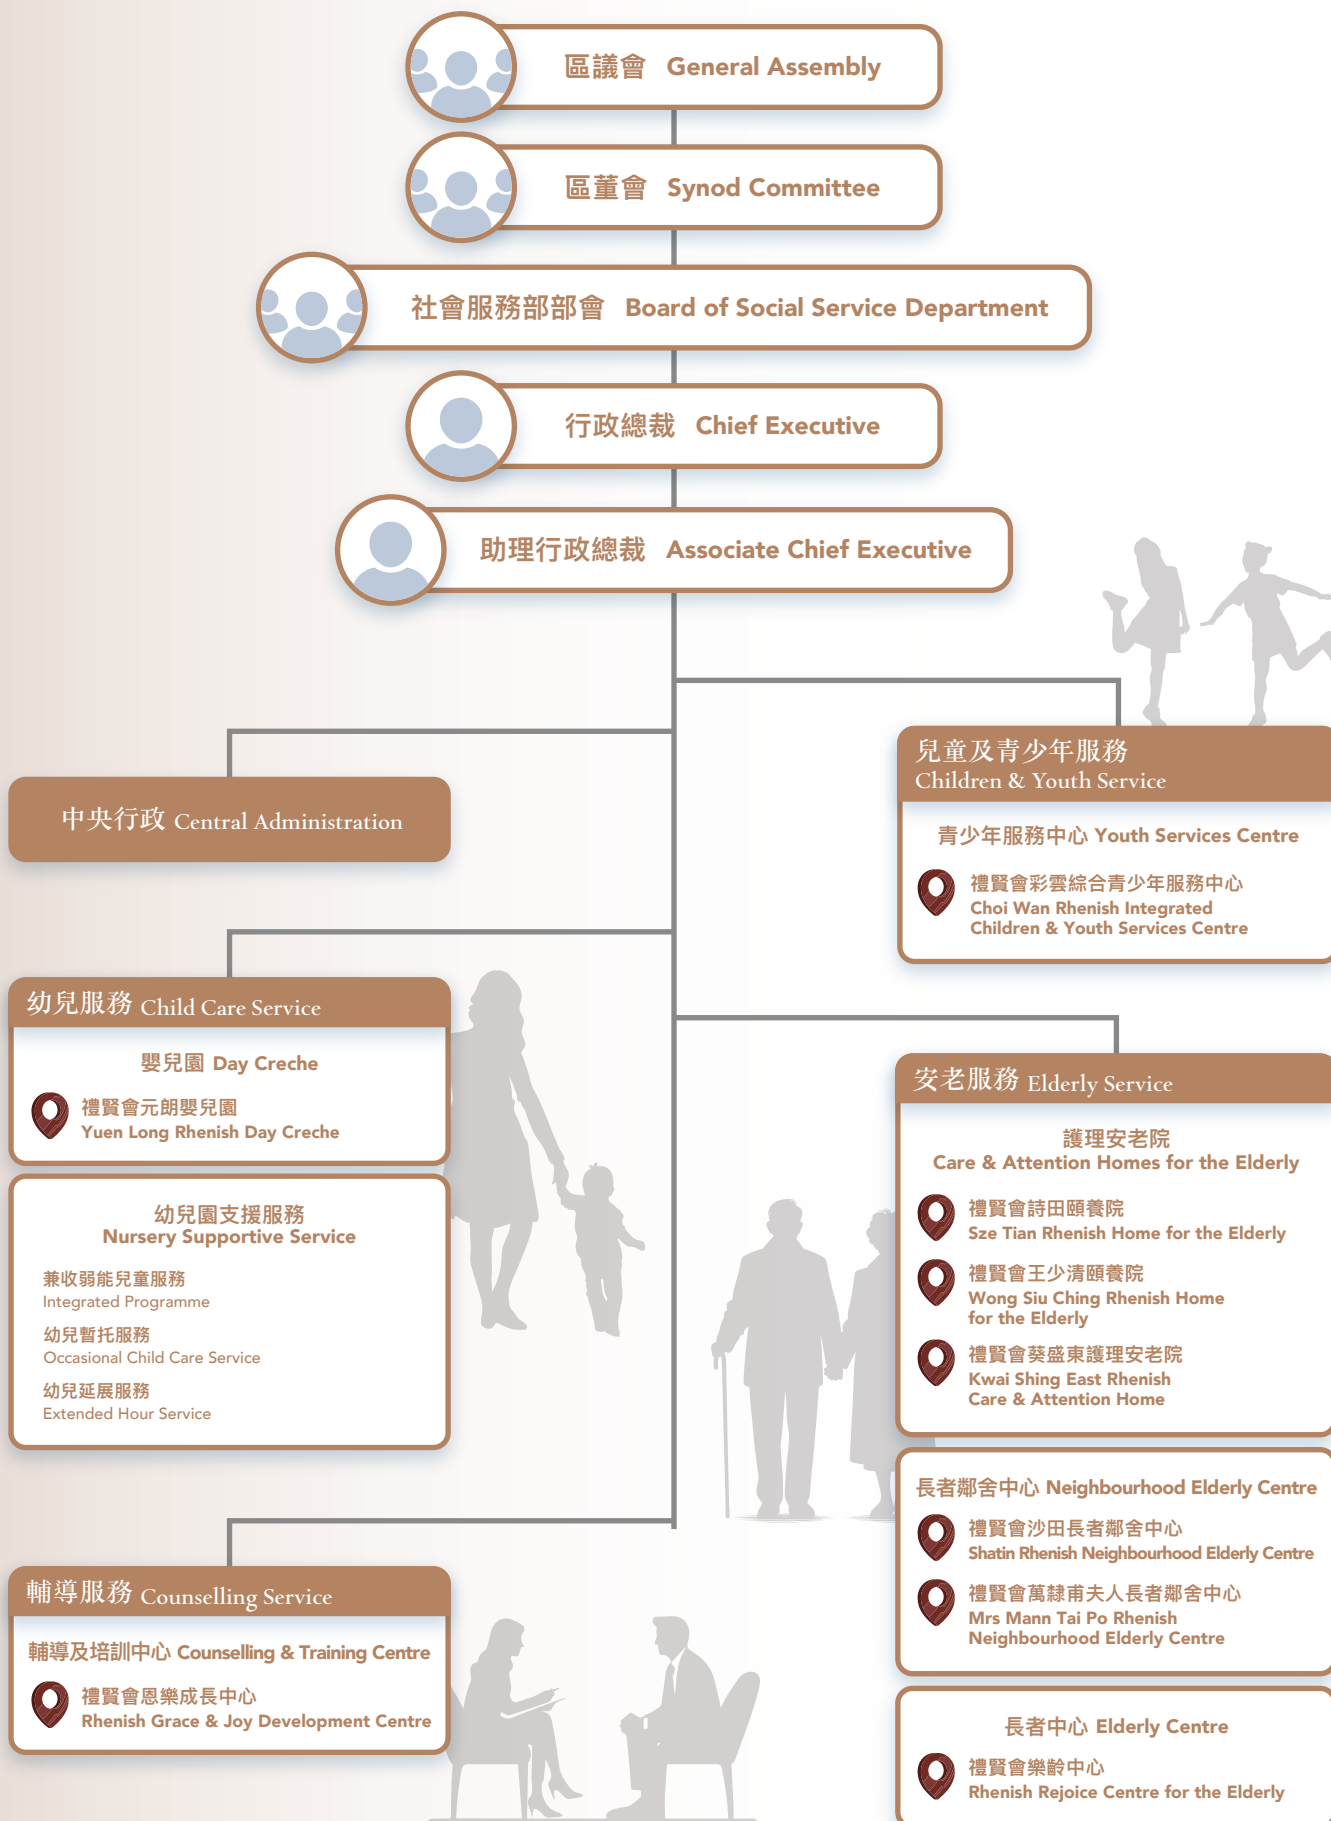 區議會 General Assembly
區董會 Synod Committee
社會服務部部會 Board of Social Service Department
行政總裁 Chief Executive
助理行政總裁 Associate Chief Executive
中央行政 Central Administration
兒童及青少年服務
Children & Youth Service
青少年服務中心 Youth Services Centre
禮賢會彩雲綜合青少年服務中心
Choi Wan Rhenish Integrated
Children & Youth Services Centre
幼兒服務 Child Care Service
嬰兒園 Day Creche
禮賢會元朗嬰兒園
Yuen Long Rhenish Day Creche
幼兒園支援服務
Nursery Supportive Service
兼收弱能兒童服務
Integrated Programme
幼兒暫托服務
Occasional Child Care Service
幼兒延展服務
Extended Hour Service
安老服務 Elderly Service
護理安老院
Care & Attention Homes for the Elderly
禮賢會詩田頤養院
Sze Tian Rhenish Home for the Elderly
禮賢會王少清頤養院
Wong Siu Ching Rhenish Home
for the Elderly
禮賢會葵盛東護理安老院
Kwai Shing East Rhenish
Care & Attention Home
長者鄰舍中心 Neighbourhood Elderly Centre
禮賢會沙田長者鄰舍中心
Shatin Rhenish Neighbourhood Elderly Centre
禮賢會萬隸甫夫人長者鄰舍中心
Mrs Mann Tai Po Rhenish
Neighbourhood Elderly Centre
長者中心 Elderly Centre
禮賢會樂齡中心
Rhenish Rejoice Centre for the Elderly
輔導服務 Counselling Service
輔導及培訓中心 Counselling & Training Centre
禮賢會恩樂成長中心
Rhenish Grace & Joy Development Centre